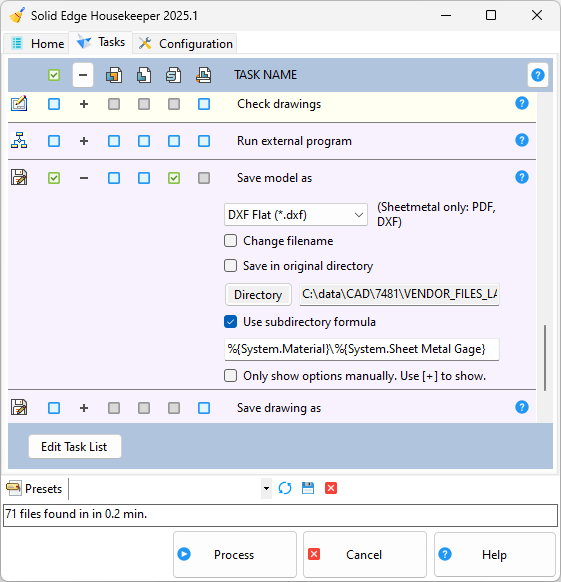 Solid Edge Housekeeper 2025.1
Home Tasks Configuration
TASK NAME
Check drawings
Run external program
Save model as
DXF Flat (*.dxf) (Sheetmetal only: PDF,
DXF)
Change filename
Save in original directory
Directory C:\data\CAD\7481\VENDOR_FILES_LA
Use subdirectory formula
%{System.Material}\%{System.Sheet Metal Gage}
Only show options manually. Use [+] to show.
Save drawing as
Edit Task List
Presets
71 files found in in 0.2 min.
Process Cancel Help